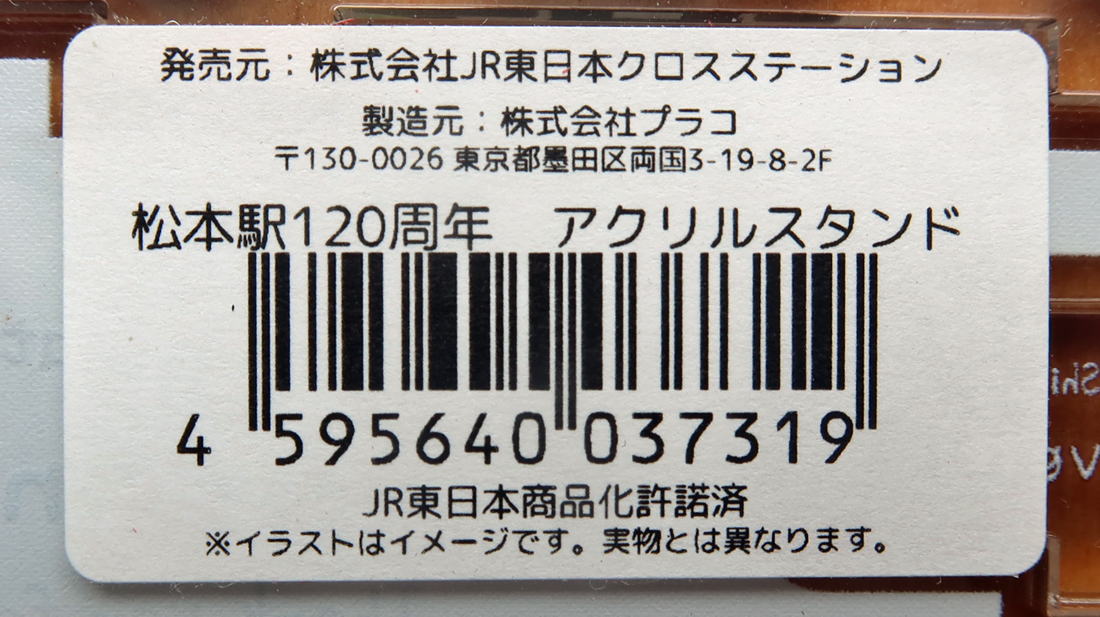 発売元：株式会社JR東日本クロスステーション
製造元：株式会社プラコ
〒130-0026 東京都墨田区両国3-19-8-2F
松本駅120周年　アクリルスタンド
4 595640 037319
JR東日本商品化許諾済
※イラストはイメージです。実物とは異なります。